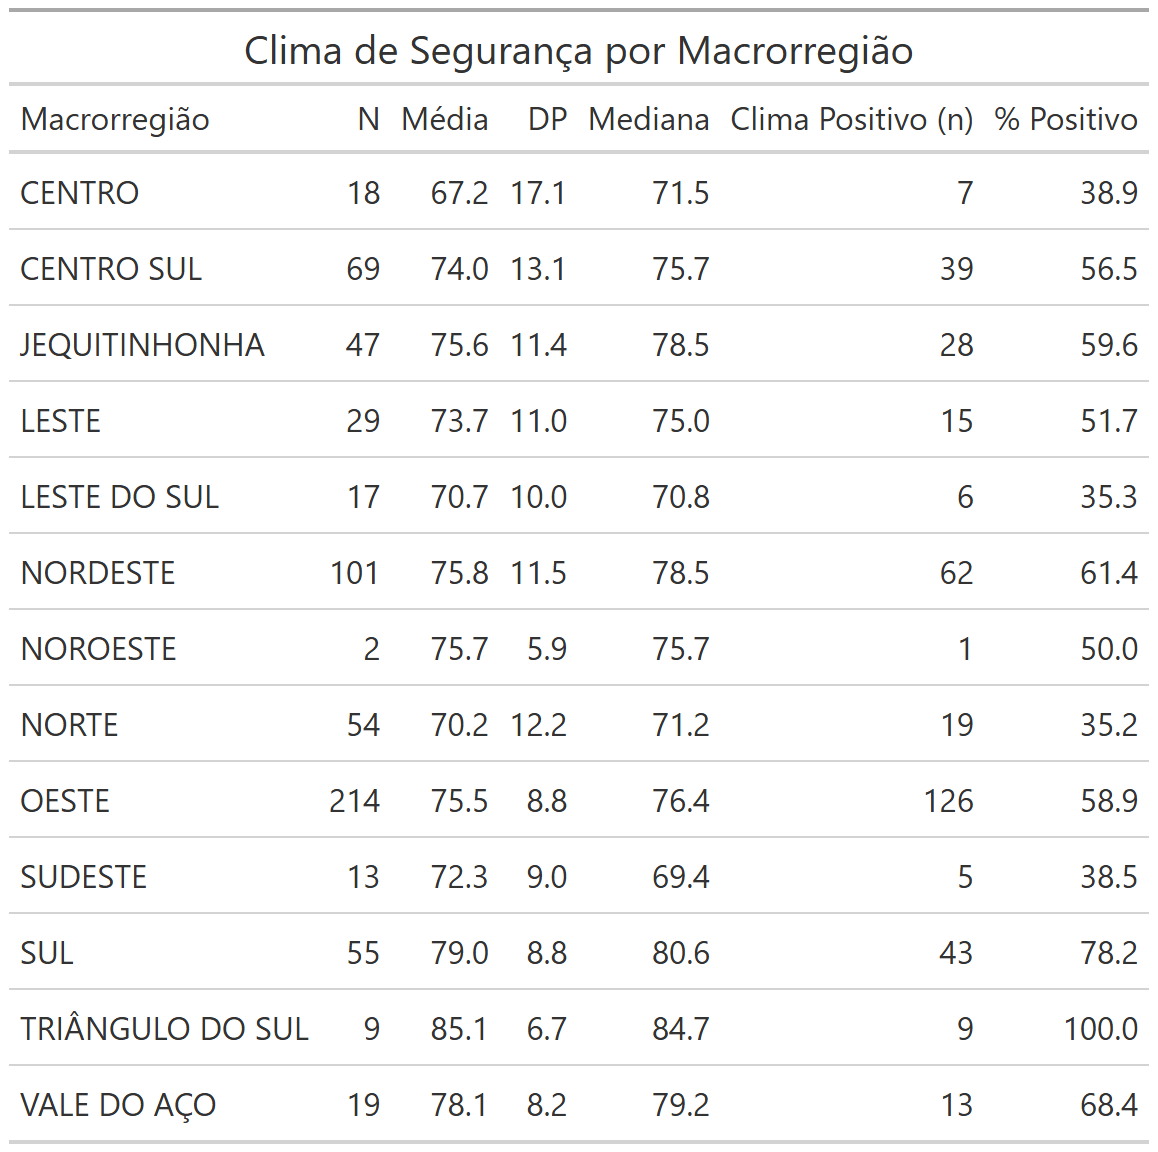 Clima de Segurança por Macrorregião
Macrorregião N Média DP Mediana Clima Positivo (n) % Positivo
CENTRO 18 67.2 17.1 71.5 7 38.9
CENTRO SUL 69 74.0 13.1 75.7 39 56.5
JEQUITINHONHA 47 75.6 11.4 78.5 28 59.6
LESTE 29 73.7 11.0 75.0 15 51.7
LESTE DO SUL 17 70.7 10.0 70.8 6 35.3
NORDESTE 101 75.8 11.5 78.5 62 61.4
NOROESTE 2 75.7 5.9 75.7 1 50.0
NORTE 54 70.2 12.2 71.2 19 35.2
OESTE 214 75.5 8.8 76.4 126 58.9
SUDESTE 13 72.3 9.0 69.4 5 38.5
SUL 55 79.0 8.8 80.6 43 78.2
TRIÂNGULO DO SUL 9 85.1 6.7 84.7 9 100.0
VALE DO AÇO 19 78.1 8.2 79.2 13 68.4